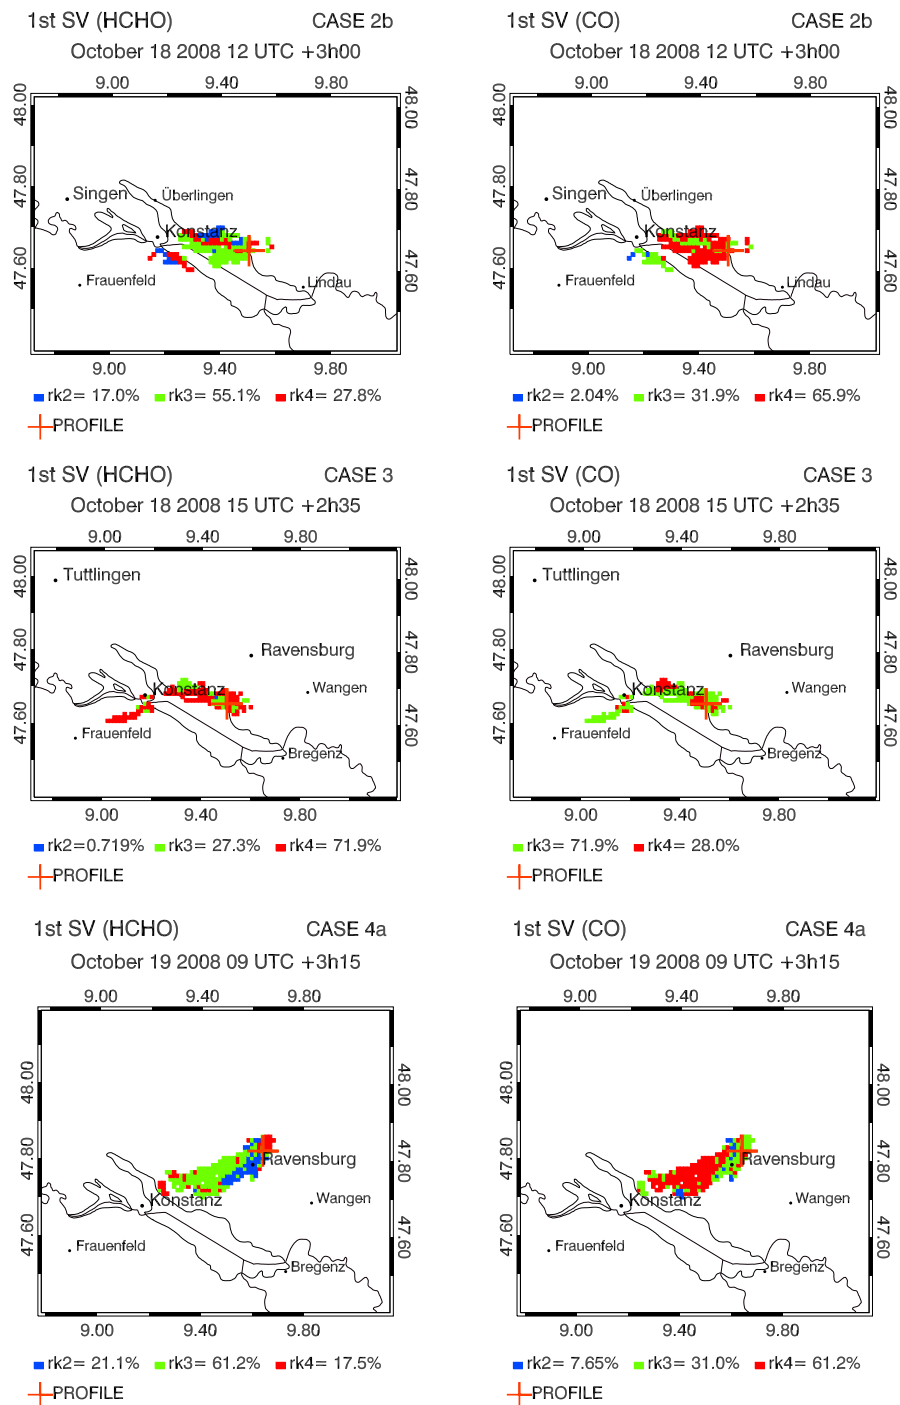 1st SV (HCHO) CASE 2b
October 18 2008 12 UTC +3h00
9.00 9.40 9.80
48.00 48.00
47.80 47.80
47.60 47.60
Singen
Überlingen
Konstanz
Frauenfeld
Lindau
9.00 9.40 9.80
rk2= 17.0% rk3= 55.1% rk4= 27.8%
PROFILE
1st SV (CO) CASE 2b
October 18 2008 12 UTC +3h00
9.00 9.40 9.80
48.00 48.00
47.80 47.80
47.60 47.60
Singen
Überlingen
Konstanz
Frauenfeld
Lindau
9.00 9.40 9.80
rk2= 2.04% rk3= 31.9% rk4= 65.9%
PROFILE
1st SV (HCHO) CASE 3
October 18 2008 15 UTC +2h35
9.00 9.40 9.80
48.00 48.00
47.80 47.80
47.60 47.60
Tuttlingen
Ravensburg
Konstanz
Wangen
Frauenfeld
Bregenz
9.00 9.40 9.80
rk2=0.719% rk3= 27.3% rk4= 71.9%
PROFILE
1st SV (CO) CASE 3
October 18 2008 15 UTC +2h35
9.00 9.40 9.80
48.00 48.00
47.80 47.80
47.60 47.60
Tuttlingen
Ravensburg
Konstanz
Wangen
Frauenfeld
Bregenz
9.00 9.40 9.80
rk3= 71.9% rk4= 28.0%
PROFILE
1st SV (HCHO) CASE 4a
October 19 2008 09 UTC +3h15
9.00 9.40 9.80
48.00 48.00
47.80 47.80
47.60 47.60
Ravensburg
Konstanz
Wangen
Frauenfeld
Bregenz
9.00 9.40 9.80
rk2= 21.1% rk3= 61.2% rk4= 17.5%
PROFILE
1st SV (CO) CASE 4a
October 19 2008 09 UTC +3h15
9.00 9.40 9.80
48.00 48.00
47.80 47.80
47.60 47.60
Ravensburg
Konstanz
Wangen
Frauenfeld
Bregenz
9.00 9.40 9.80
rk2= 7.65% rk3= 31.0% rk4= 61.2%
PROFILE